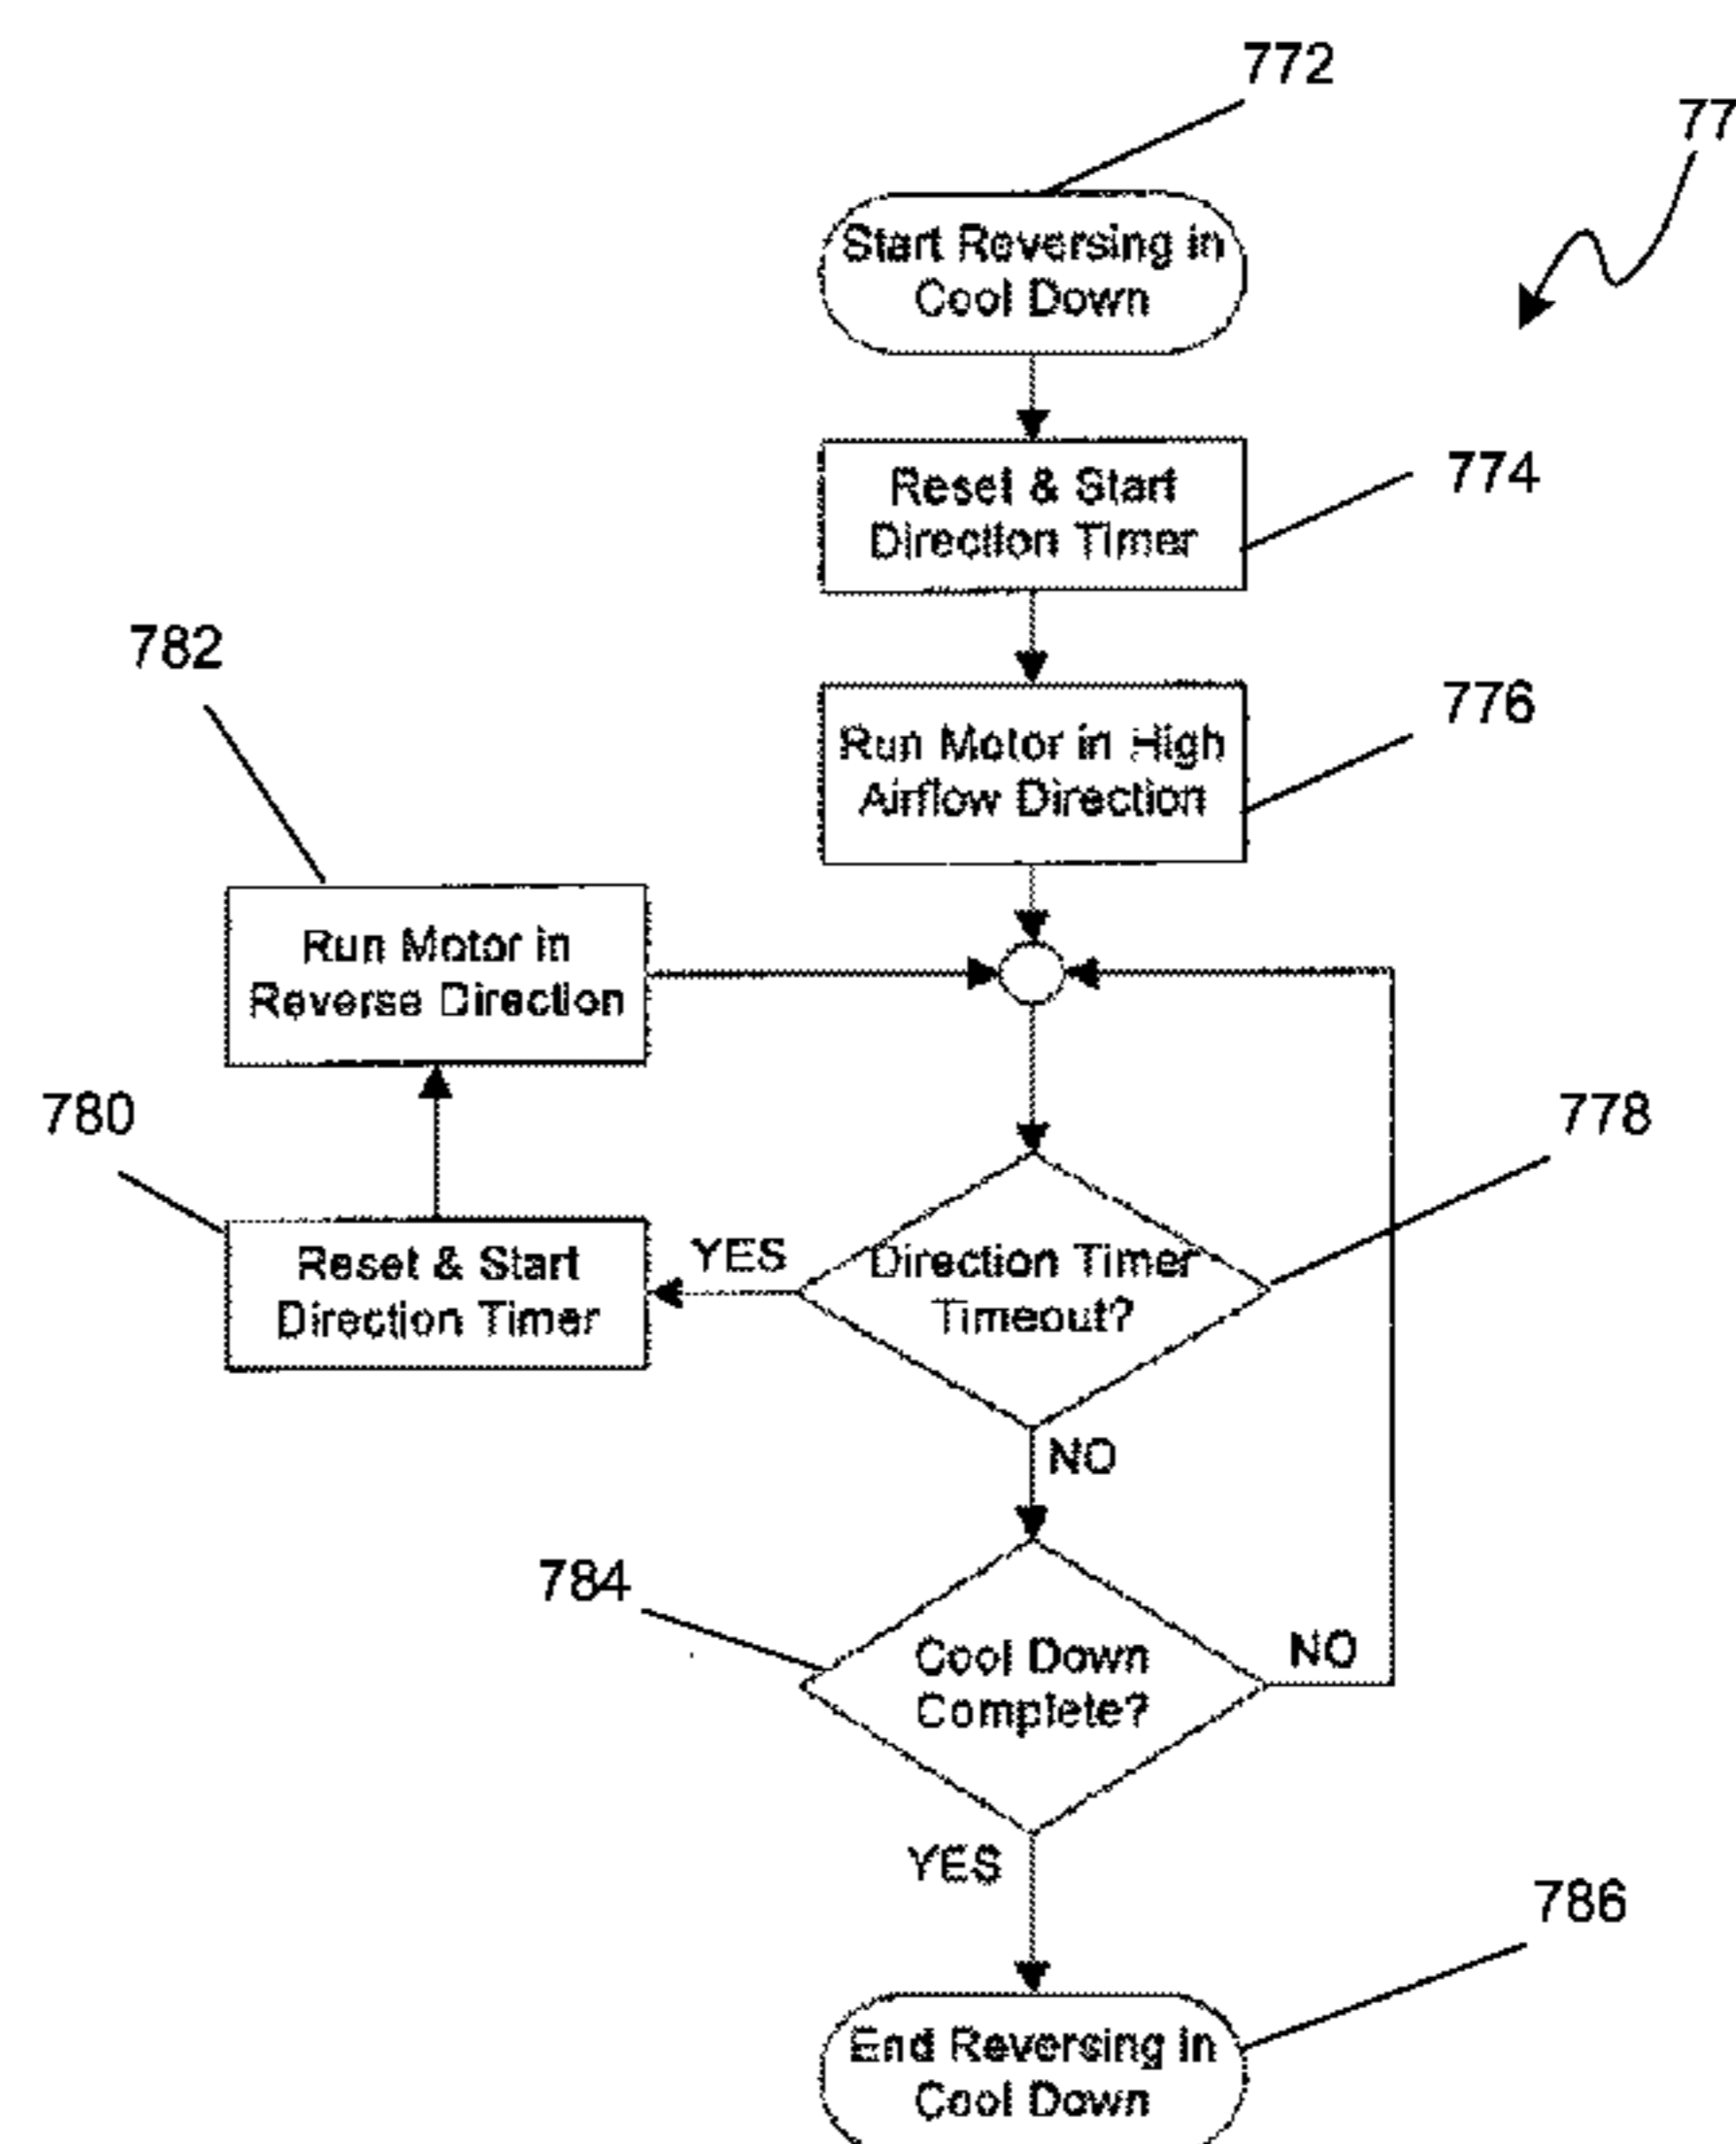 772
77
Start Reversing in
Cool Down
Reset & Start
Direction Timer
774
782
Run Motor in High
Airflow Direction
776
Run Motor in
Reverse Direction
780
778
Reset & Start
Direction Timer
YES
Direction Timer
Timeout?
NO
784
Cool Down
Complete?
NO
YES
786
End Reversing in
Cool Down